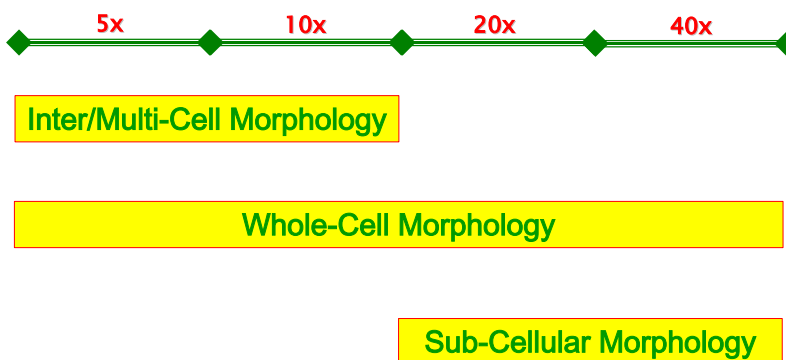 5x 10x 20x 40x
Inter/Multi-Cell Morphology
Whole-Cell Morphology
Sub-Cellular Morphology